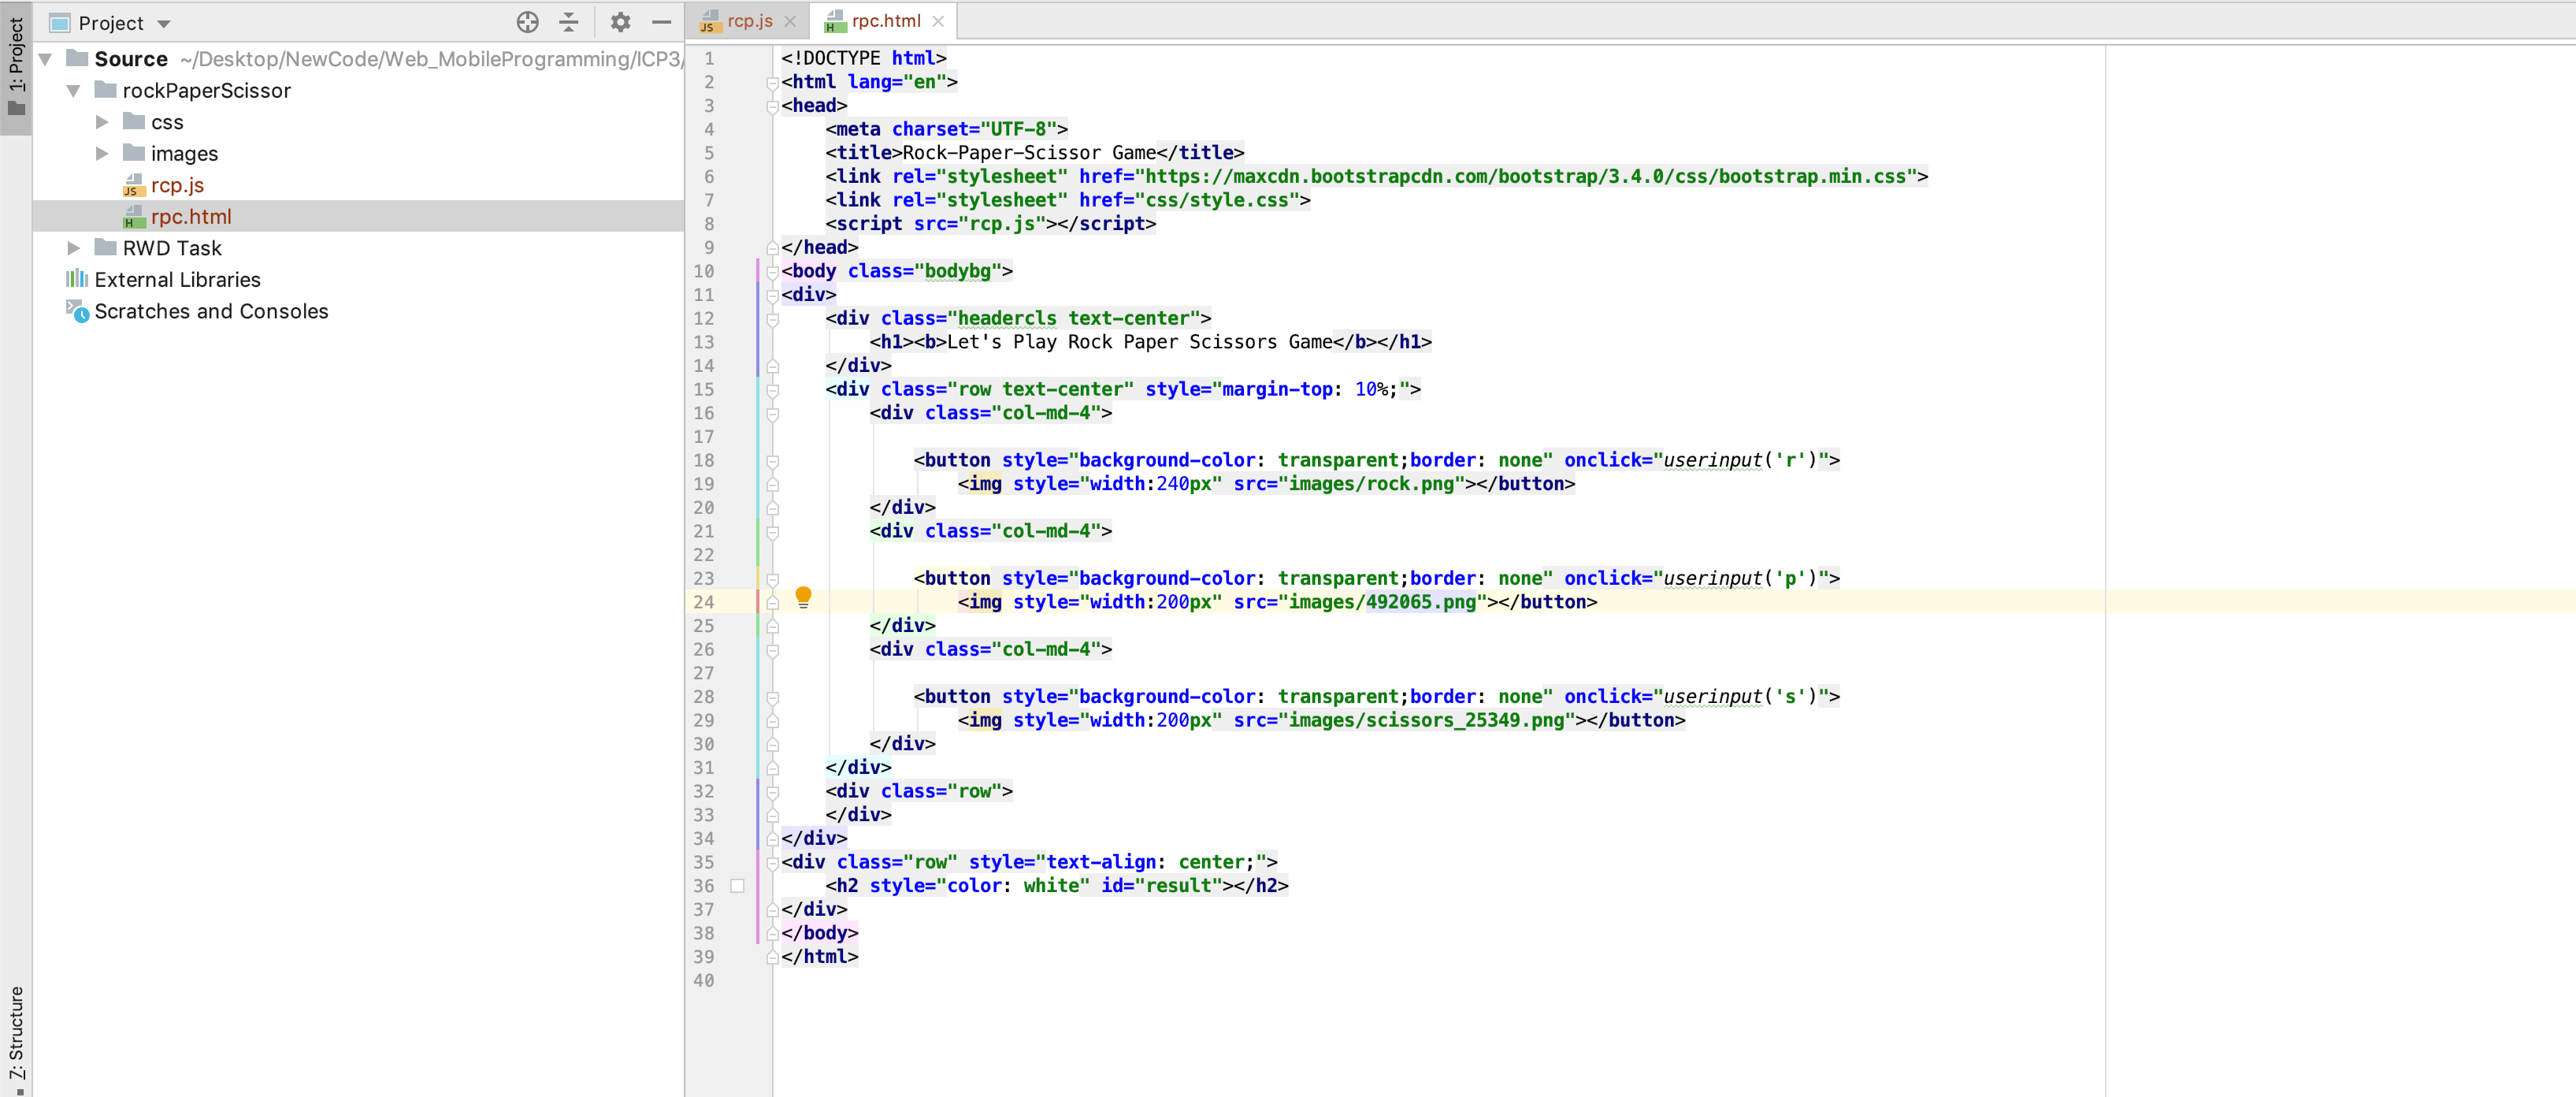 1: Project
Project
Source ~/Desktop/NewCode/Web_MobileProgramming/ICP3/
rockPaperScissor
css
images
rcp.js
rpc.html
RWD Task
External Libraries
Scratches and Consoles
Z: Structure
rcp.js
rpc.html
1 <!DOCTYPE html>
2 <html lang="en">
3 <head>
4 <meta charset="UTF-8">
5 <title>Rock-Paper-Scissor Game</title>
6 <link rel="stylesheet" href="https://maxcdn.bootstrapcdn.com/bootstrap/3.4.0/css/bootstrap.min.css">
7 <link rel="stylesheet" href="css/style.css">
8 <script src="rcp.js"></script>
9 </head>
10 <body class="bodybg">
11 <div>
12 <div class="headercls text-center">
13 <h1><b>Let's Play Rock Paper Scissors Game</b></h1>
14 </div>
15 <div class="row text-center" style="margin-top: 10%;">
16 <div class="col-md-4">
17
18 <button style="background-color: transparent;border: none" onclick="userinput('r')">
19 <img style="width:240px" src="images/rock.png"></button>
20 </div>
21 <div class="col-md-4">
22
23 <button style="background-color: transparent;border: none" onclick="userinput('p')">
24 <img style="width:200px" src="images/492065.png"></button>
25 </div>
26 <div class="col-md-4">
27
28 <button style="background-color: transparent;border: none" onclick="userinput('s')">
29 <img style="width:200px" src="images/scissors_25349.png"></button>
30 </div>
31 </div>
32 <div class="row">
33 </div>
34 </div>
35 <div class="row" style="text-align: center;">
36 <h2 style="color: white" id="result"></h2>
37 </div>
38 </body>
39 </html>
40